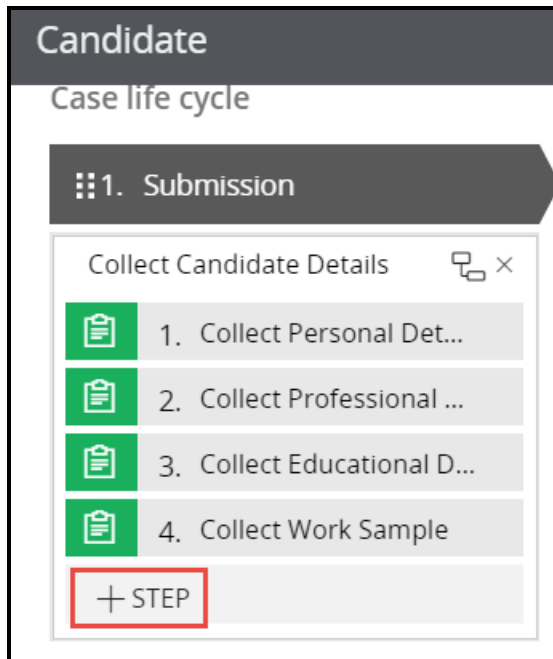 Candidate
Case life cycle
1. Submission
Collect Candidate Details ×
1. Collect Personal Det...
2. Collect Professional ...
3. Collect Educational D...
4. Collect Work Sample
+ STEP